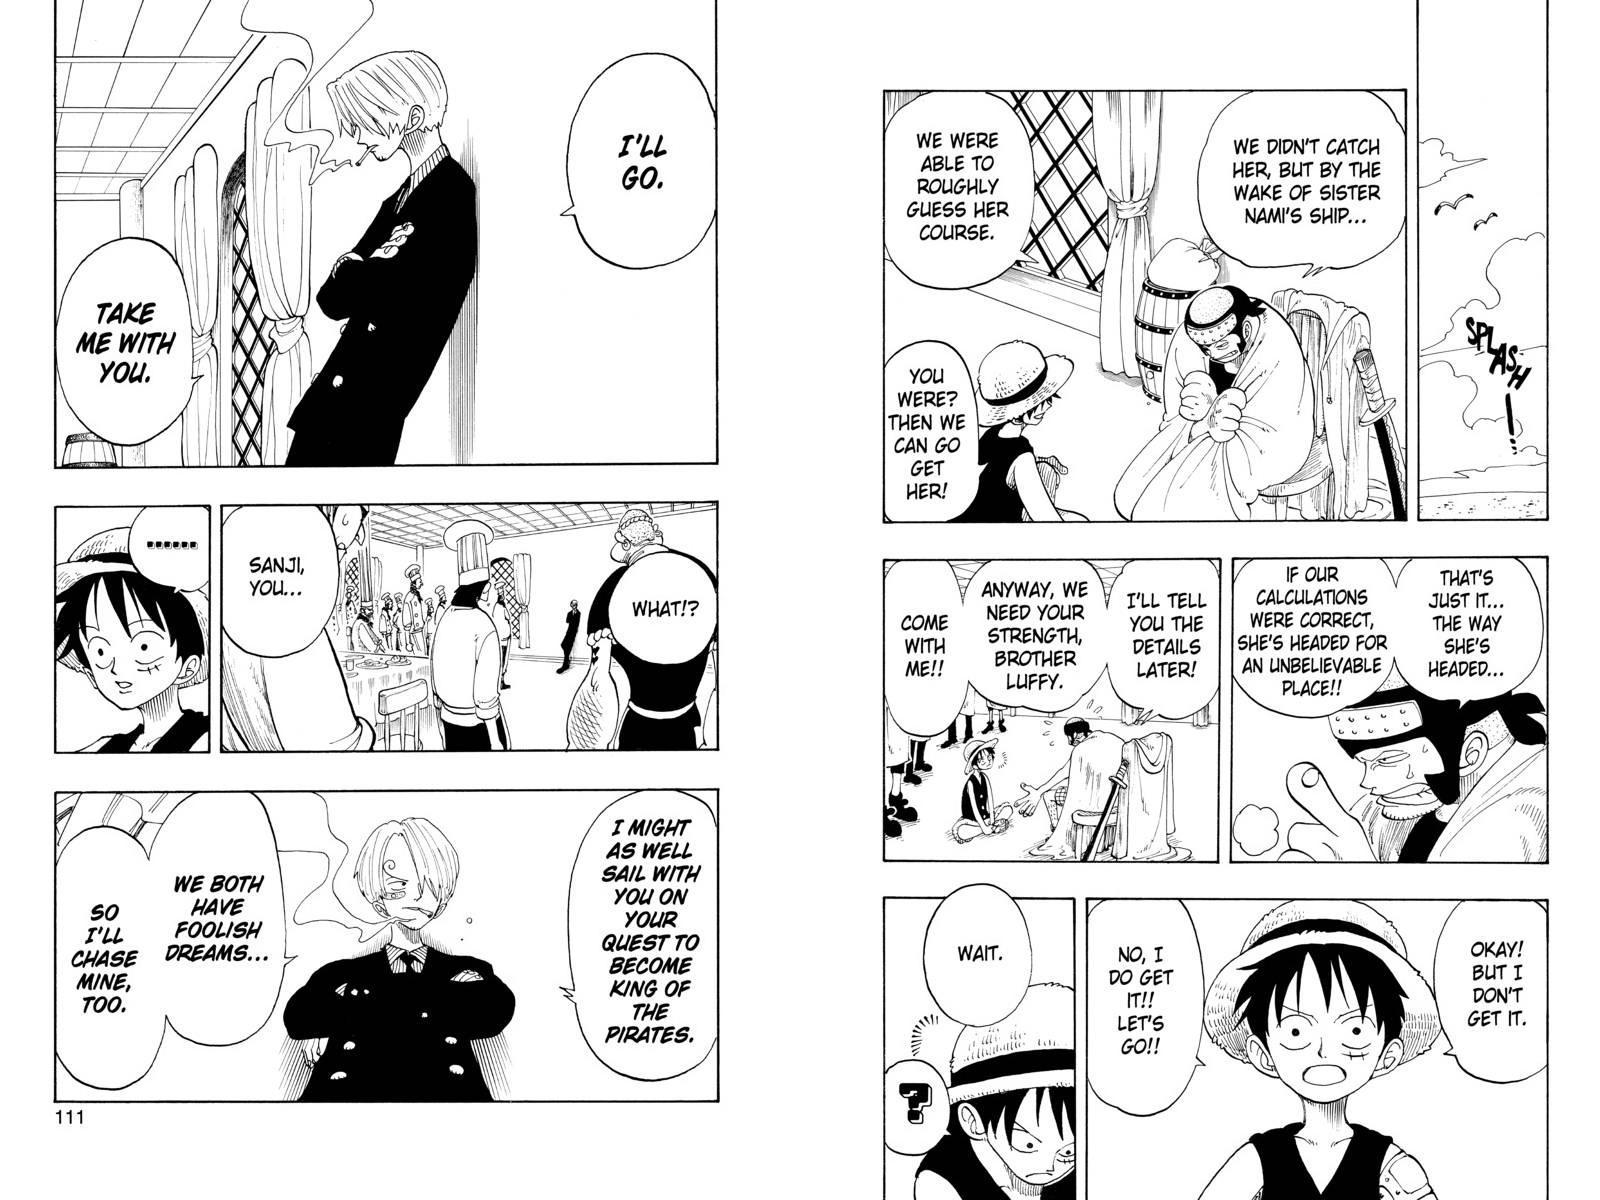 SPLASH!
WE DIDN'T CATCH
HER, BUT BY THE
WAKE OF SISTER
NAMI'S SHIP...
WE WERE
ABLE TO
ROUGHLY
GUESS HER
COURSE.
YOU
WERE?
THEN WE
CAN GO
GET
HER!
THAT'S
JUST IT...
THE WAY
SHE'S
HEADED...
IF OUR
CALCULATIONS
WERE CORRECT,
SHE'S HEADED FOR
AN UNBELIEVABLE
PLACE!!
I'LL TELL
YOU THE
DETAILS
LATER!
ANYWAY, WE
NEED YOUR
STRENGTH,
BROTHER
LUFFY.
COME
WITH
ME!!
OKAY!
BUT I
DON'T
GET IT.
NO, I
DO GET
IT!!
LET'S
GO!!
WAIT.
?
I'LL
GO.
TAKE
ME WITH
YOU.
WHAT!?
SANJI,
YOU...
......
I MIGHT
AS WELL
SAIL WITH
YOU ON
YOUR
QUEST TO
BECOME
KING OF
THE
PIRATES.
WE BOTH
HAVE
FOOLISH
DREAMS...
SO
I'LL
CHASE
MINE,
TOO.
111